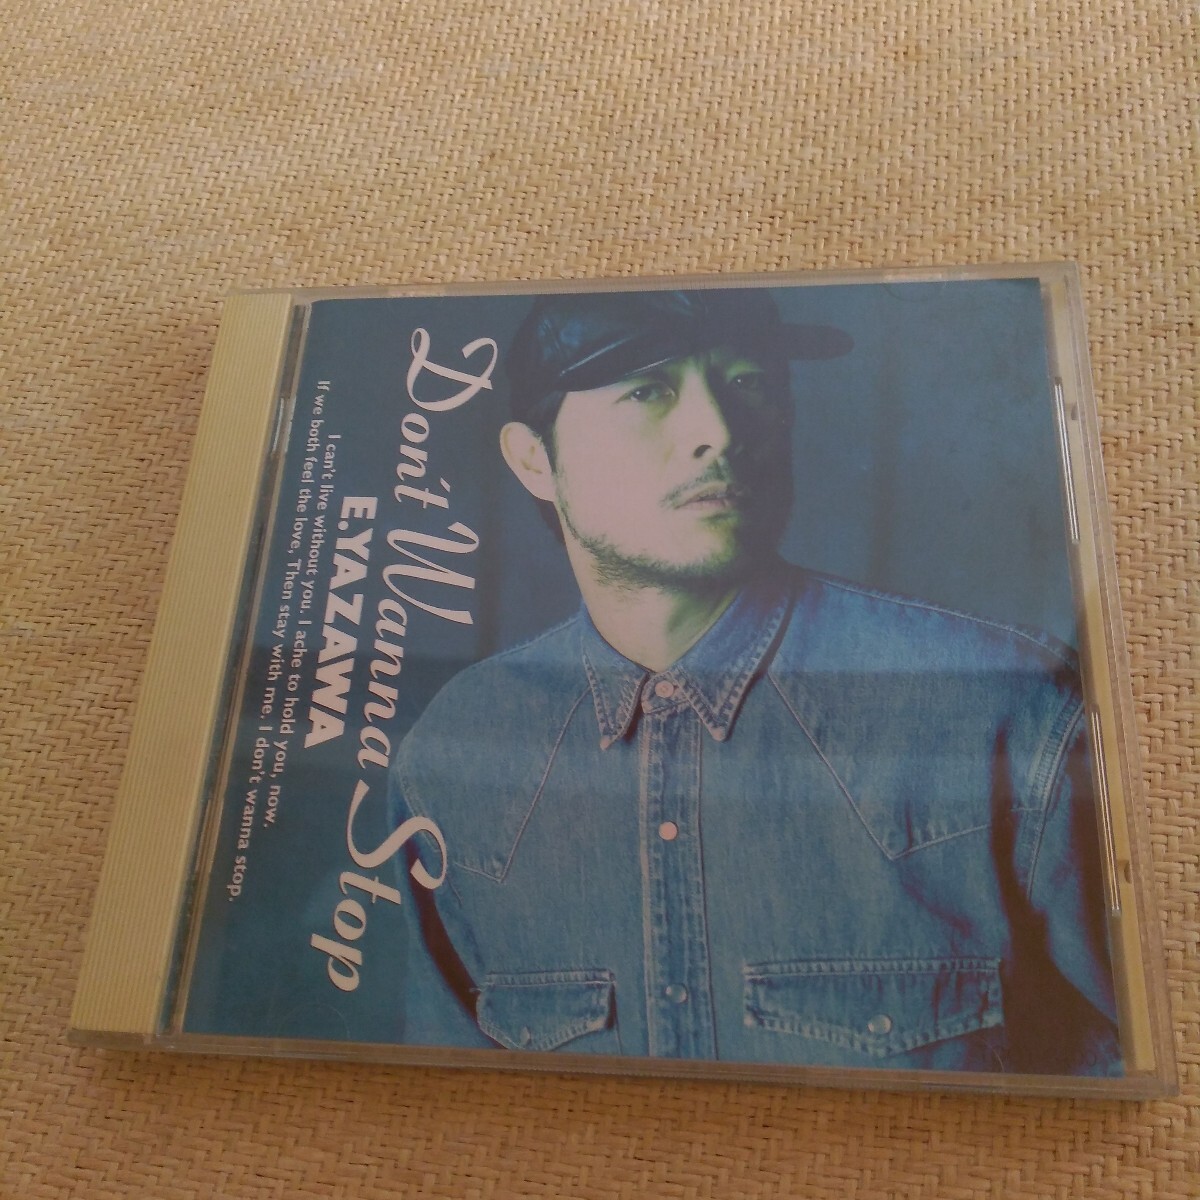 Don't Wanna Stop
E.YAZAWA
I can't live without you. I ache to hold you, now.
If we both feel the love, Then stay with me. I don't wanna stop.